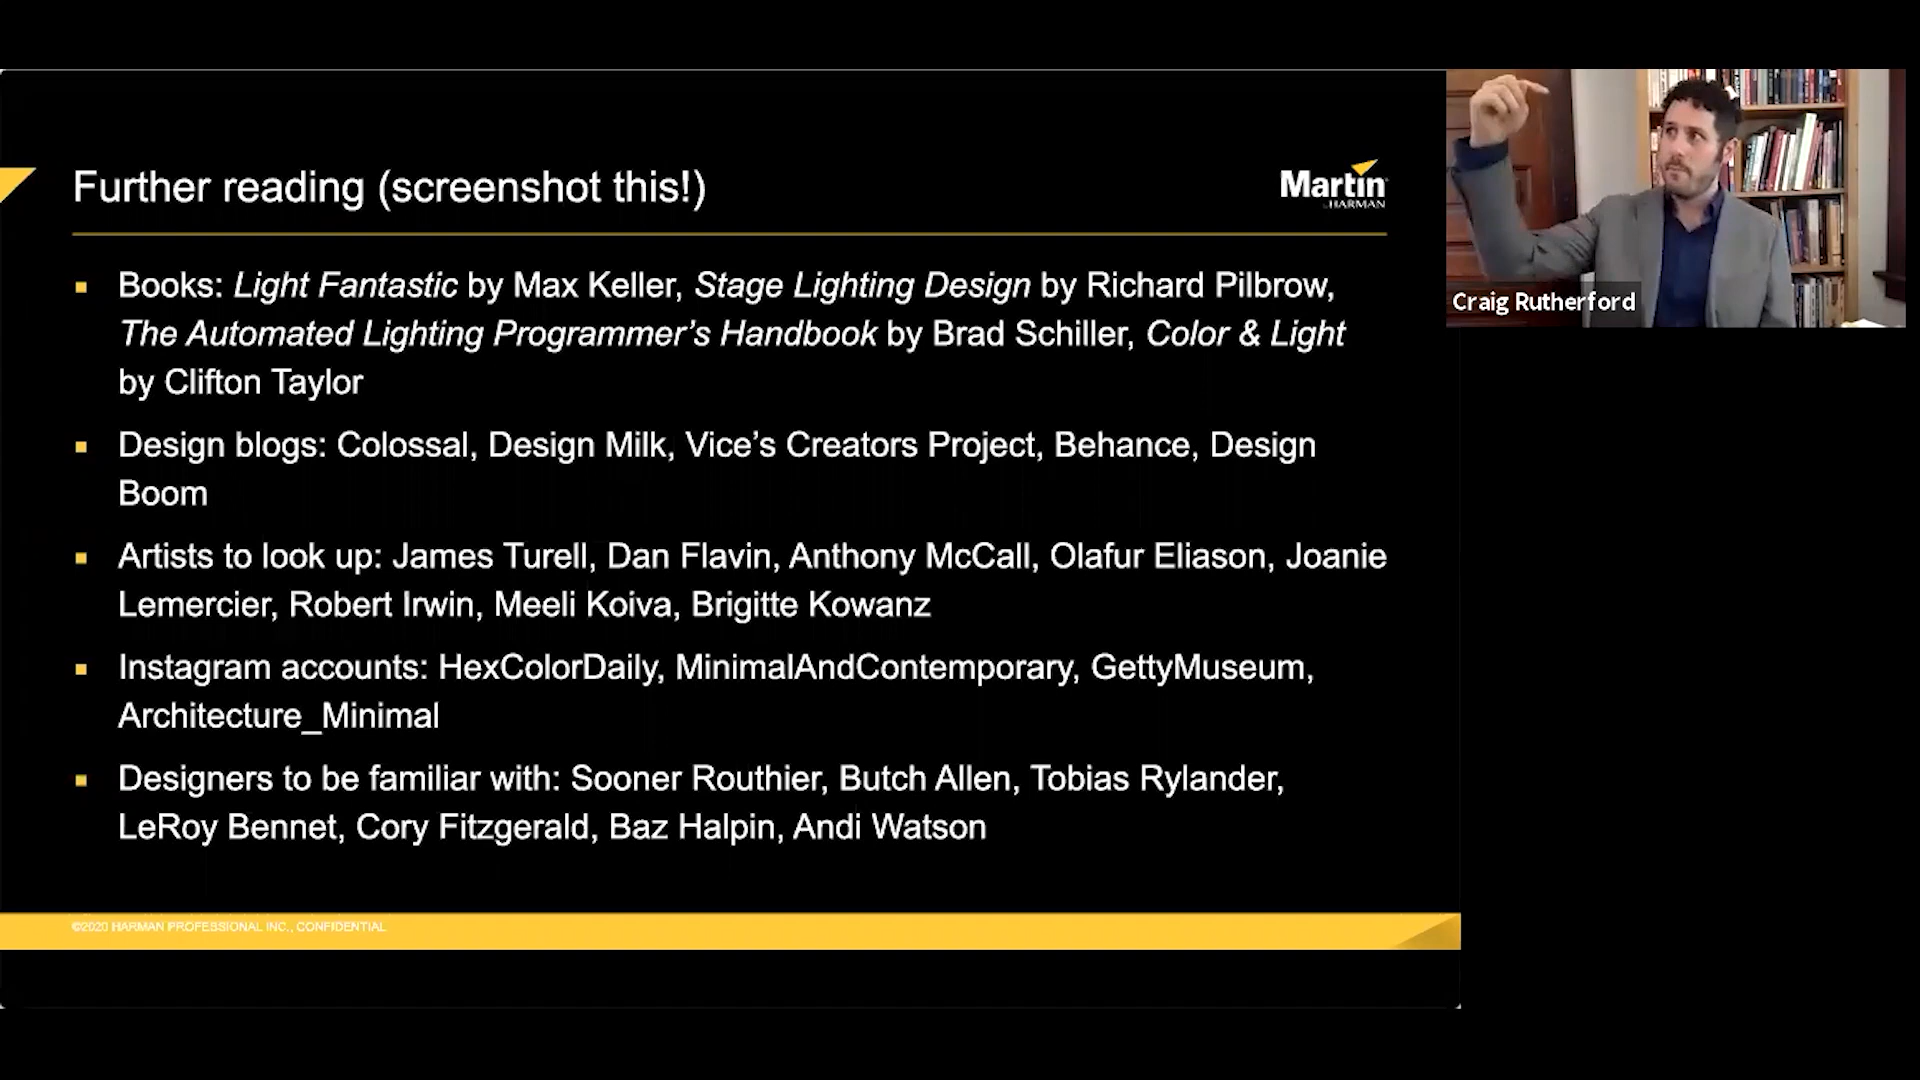 Further reading (screenshot this!)
Martin
by HARMAN
Books: Light Fantastic by Max Keller, Stage Lighting Design by Richard Pilbrow,
The Automated Lighting Programmer’s Handbook by Brad Schiller, Color & Light
by Clifton Taylor
Design blogs: Colossal, Design Milk, Vice’s Creators Project, Behance, Design
Boom
Artists to look up: James Turell, Dan Flavin, Anthony McCall, Olafur Eliason, Joanie
Lemercier, Robert Irwin, Meeli Koiva, Brigitte Kowanz
Instagram accounts: HexColorDaily, MinimalAndContemporary, GettyMuseum,
Architecture_Minimal
Designers to be familiar with: Sooner Routhier, Butch Allen, Tobias Rylander,
LeRoy Bennet, Cory Fitzgerald, Baz Halpin, Andi Watson
©2020 HARMAN PROFESSIONAL INC., CONFIDENTIAL
Craig Rutherford